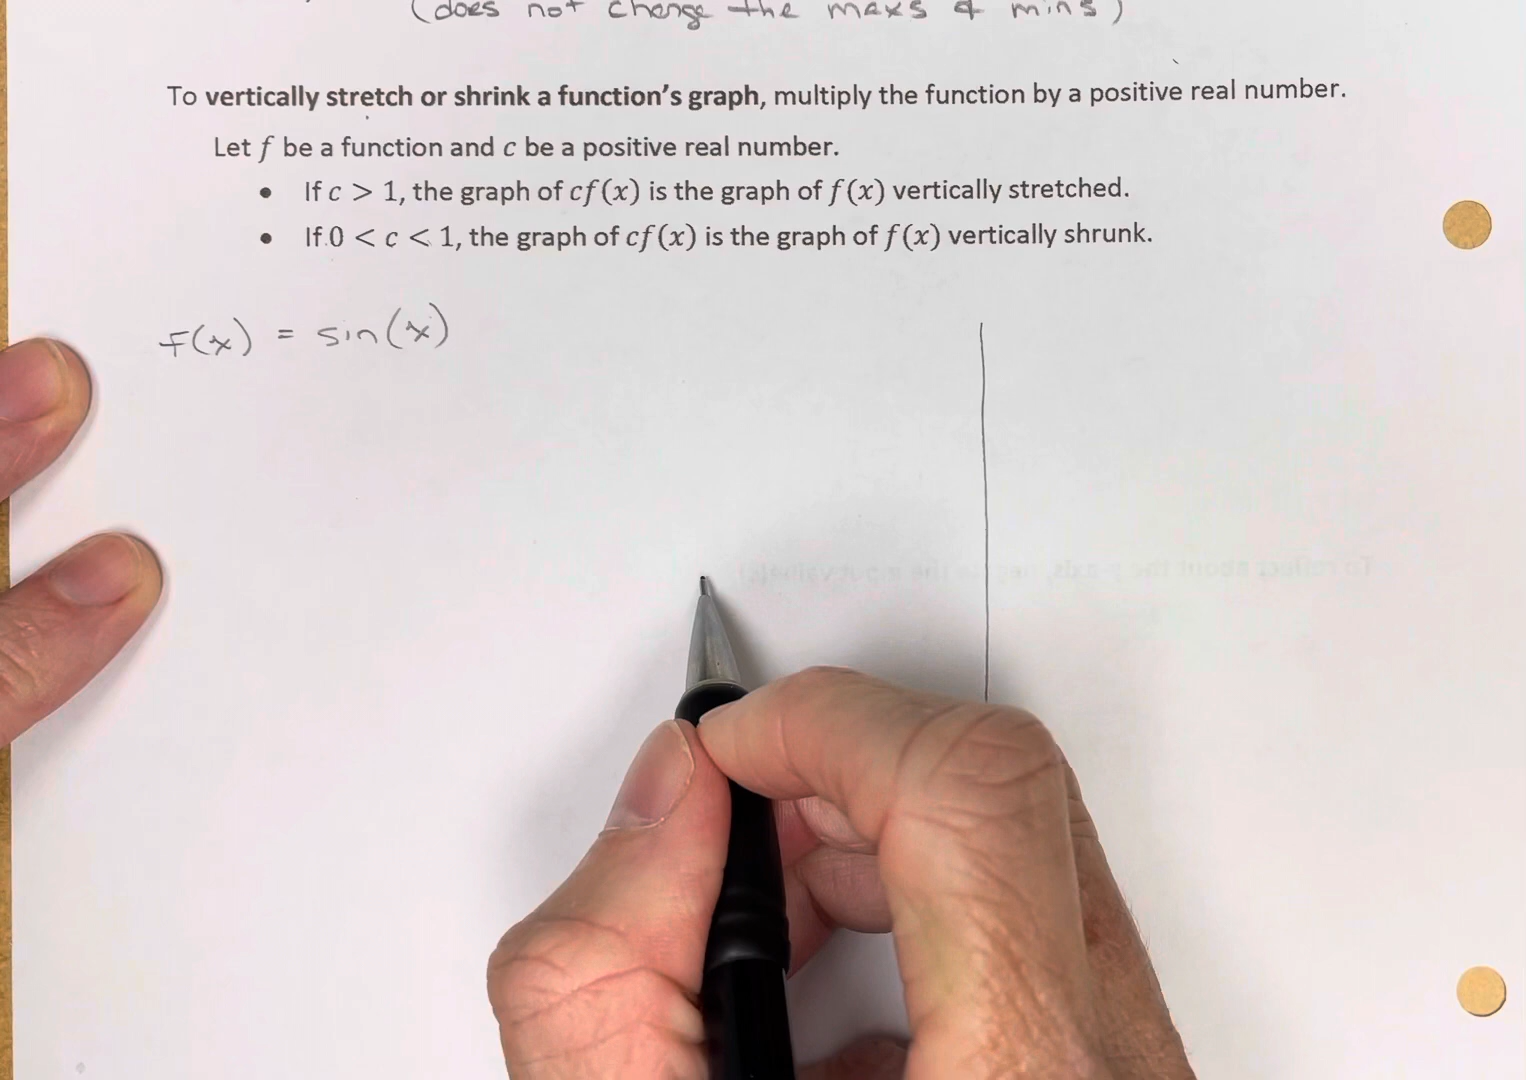 (does not change the maxs & mins)
To vertically stretch or shrink a function's graph, multiply the function by a positive real number.
Let f be a function and c be a positive real number.
• If c > 1, the graph of cf(x) is the graph of f(x) vertically stretched.
• If 0 < c < 1, the graph of cf(x) is the graph of f(x) vertically shrunk.
f(x) = sin(x)